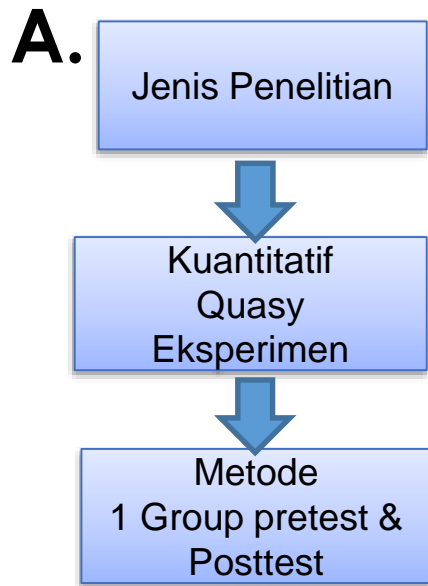 A.
Jenis Penelitian
Kuantitatif
Quasy
Eksperimen
Metode
1 Group pretest &
Posttest